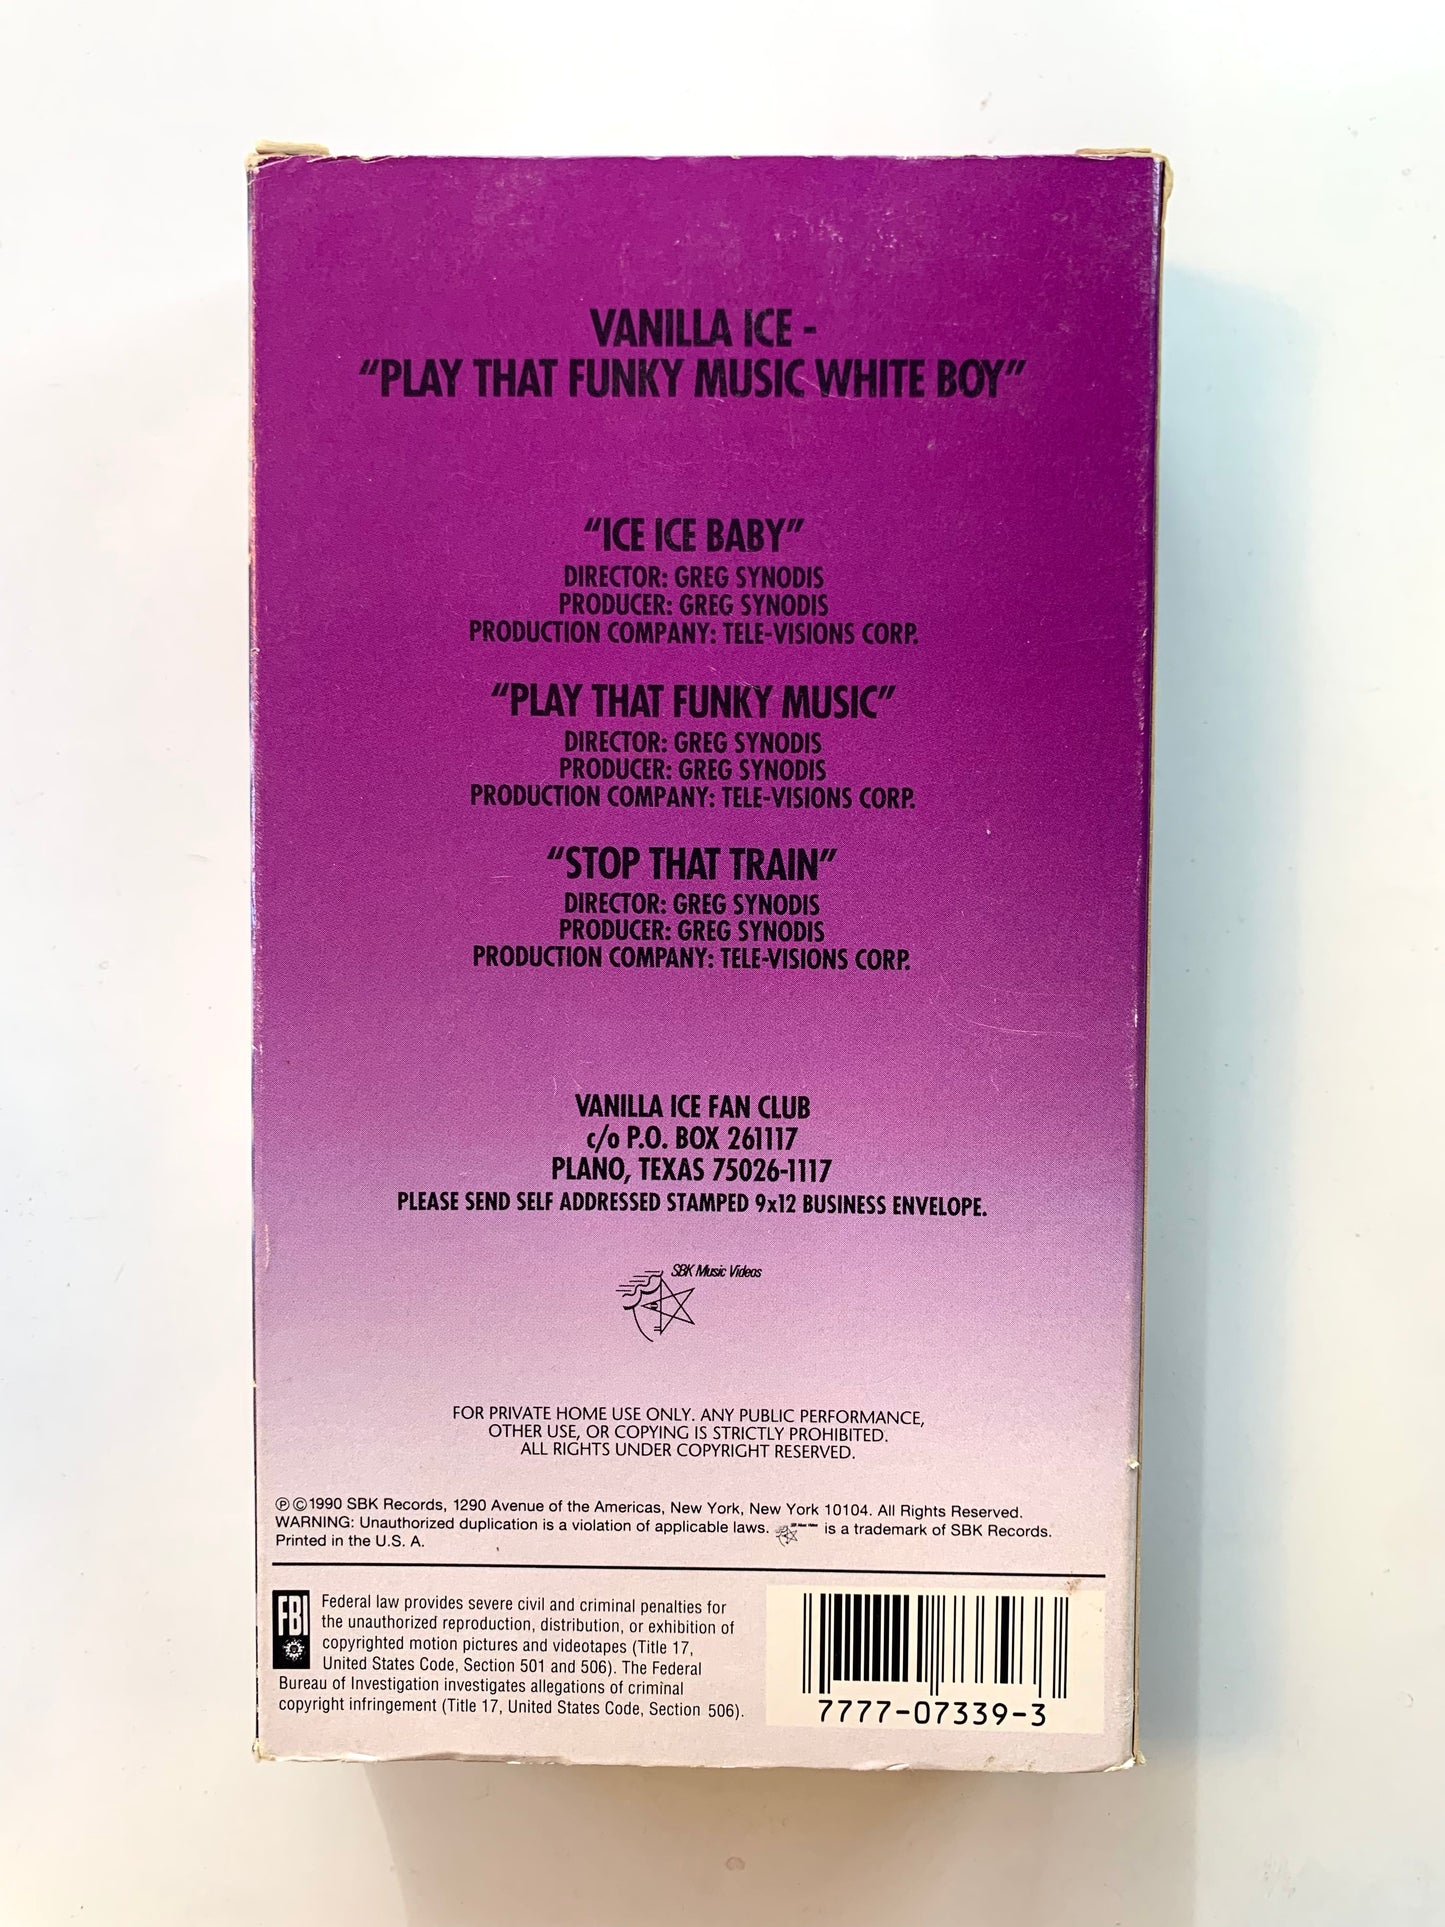 VANILLA ICE -
"PLAY THAT FUNKY MUSIC WHITE BOY"
"ICE ICE BABY"
DIRECTOR: GREG SYNODIS
PRODUCER: GREG SYNODIS
PRODUCTION COMPANY: TELE-VISIONS CORP.
"PLAY THAT FUNKY MUSIC"
DIRECTOR: GREG SYNODIS
PRODUCER: GREG SYNODIS
PRODUCTION COMPANY: TELE-VISIONS CORP.
"STOP THAT TRAIN"
DIRECTOR: GREG SYNODIS
PRODUCER: GREG SYNODIS
PRODUCTION COMPANY: TELE-VISIONS CORP.
VANILLA ICE FAN CLUB
c/o P.O. BOX 261117
PLANO, TEXAS 75026-1117
PLEASE SEND SELF ADDRESSED STAMPED 9x12 BUSINESS ENVELOPE.
SBK Music Videos
FOR PRIVATE HOME USE ONLY. ANY PUBLIC PERFORMANCE,
OTHER USE, OR COPYING IS STRICTLY PROHIBITED.
ALL RIGHTS UNDER COPYRIGHT RESERVED.
℗©1990 SBK Records, 1290 Avenue of the Americas, New York, New York 10104. All Rights Reserved.
WARNING: Unauthorized duplication is a violation of applicable laws. is a trademark of SBK Records.
Printed in the U.S. A.
FBI
Federal law provides severe civil and criminal penalties for
the unauthorized reproduction, distribution, or exhibition of
copyrighted motion pictures and videotapes (Title 17,
United States Code, Section 501 and 506). The Federal
Bureau of Investigation investigates allegations of criminal
copyright infringement (Title 17, United States Code, Section 506).
7777-07339-3